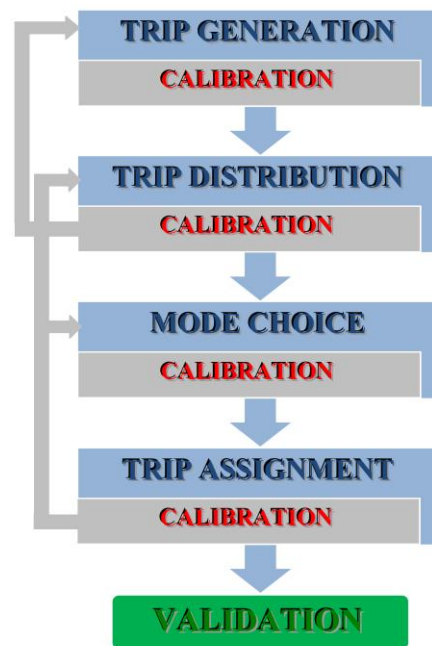 TRIP GENERATION
CALIBRATION
TRIP DISTRIBUTION
CALIBRATION
MODE CHOICE
CALIBRATION
TRIP ASSIGNMENT
CALIBRATION
VALIDATION